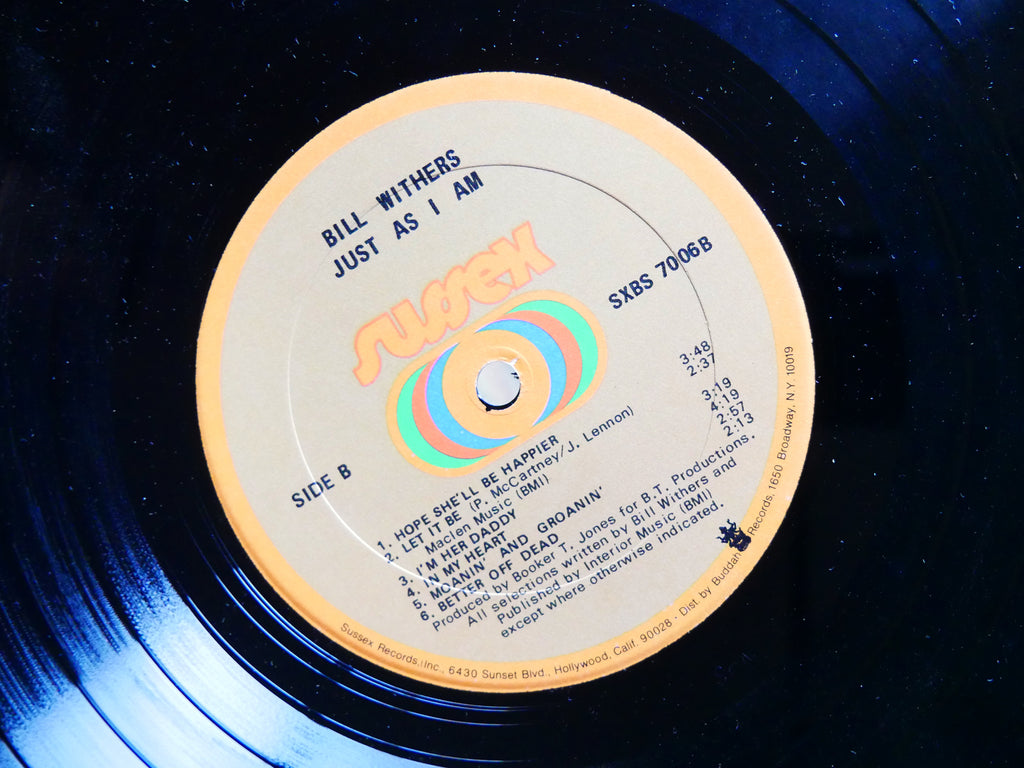 BILL WITHERS
JUST AS I AM
sussex
SXBS 7006B
SIDE B
1. HOPE SHE'LL BE HAPPIER 3:48
2. LET IT BE (P. McCartney/J. Lennon) 2:37
Maclen Music (BMI)
3. I'M HER DADDY 3:19
4. IN MY HEART 4:19
5. MOANIN' AND GROANIN' 2:57
6. BETTER OFF DEAD 2:13
Produced by Booker T. Jones for B.T. Productions.
All selections written by Bill Withers and
Published by Interior Music (BMI)
except where otherwise indicated.
Sussex Records, Inc., 6430 Sunset Blvd., Hollywood, Calif. 90028 · Dist. by Buddah Records, 1650 Broadway, N.Y. 10019